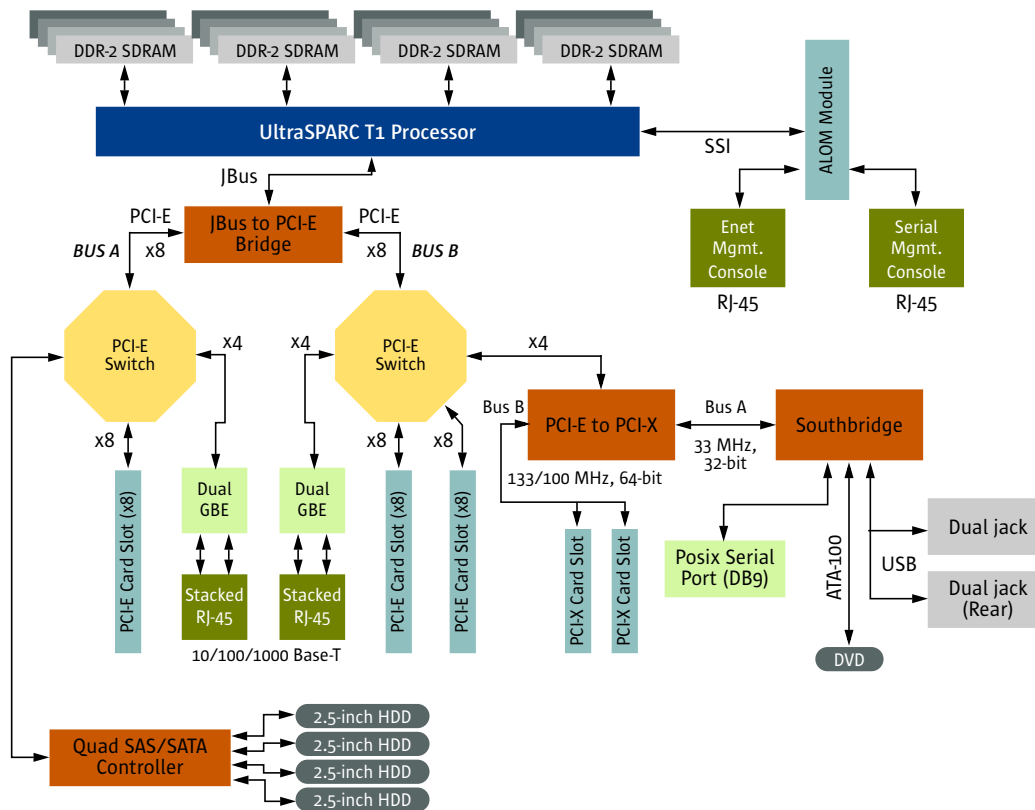 DDR-2 SDRAM
DDR-2 SDRAM
DDR-2 SDRAM
DDR-2 SDRAM
UltraSPARC T1 Processor
SSI
ALOM Module
JBus
PCI-E
JBus to PCI-E
Bridge
PCI-E
BUS A
x8
x8
BUS B
Enet
Mgmt.
Console
RJ-45
Serial
Mgmt.
Console
RJ-45
PCI-E
Switch
x4
x4
PCI-E
Switch
x4
x8
x8
x8
Bus B
PCI-E to PCI-X
Bus A
33 MHz,
32-bit
Southbridge
133/100 MHz, 64-bit
PCI-E Card Slot (x8)
Dual
GBE
Dual
GBE
PCI-E Card Slot (x8)
PCI-E Card Slot (x8)
PCI-X Card Slot
PCI-X Card Slot
Stacked
RJ-45
Stacked
RJ-45
10/100/1000 Base-T
Posix Serial
Port (DB9)
ATA-100
USB
Dual jack
Dual jack
(Rear)
DVD
Quad SAS/SATA
Controller
2.5-inch HDD
2.5-inch HDD
2.5-inch HDD
2.5-inch HDD